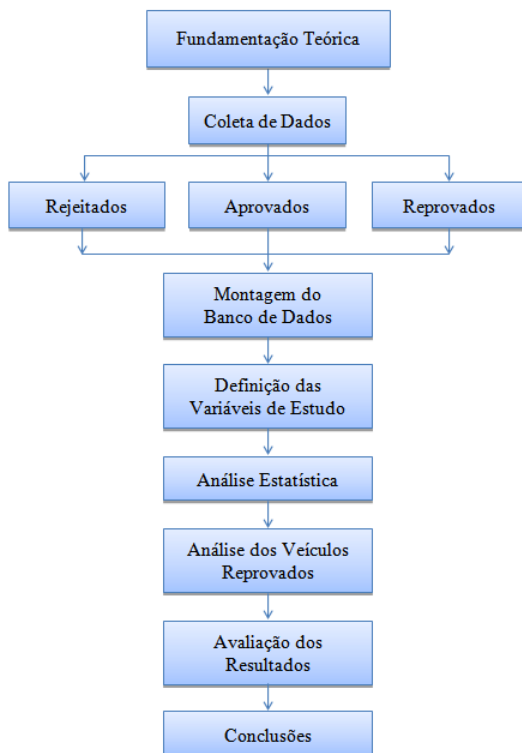 Fundamentação Teórica
Coleta de Dados
Rejeitados
Aprovados
Reprovados
Montagem do
Banco de Dados
Definição das
Variáveis de Estudo
Análise Estatística
Análise dos Veículos
Reprovados
Avaliação dos
Resultados
Conclusões